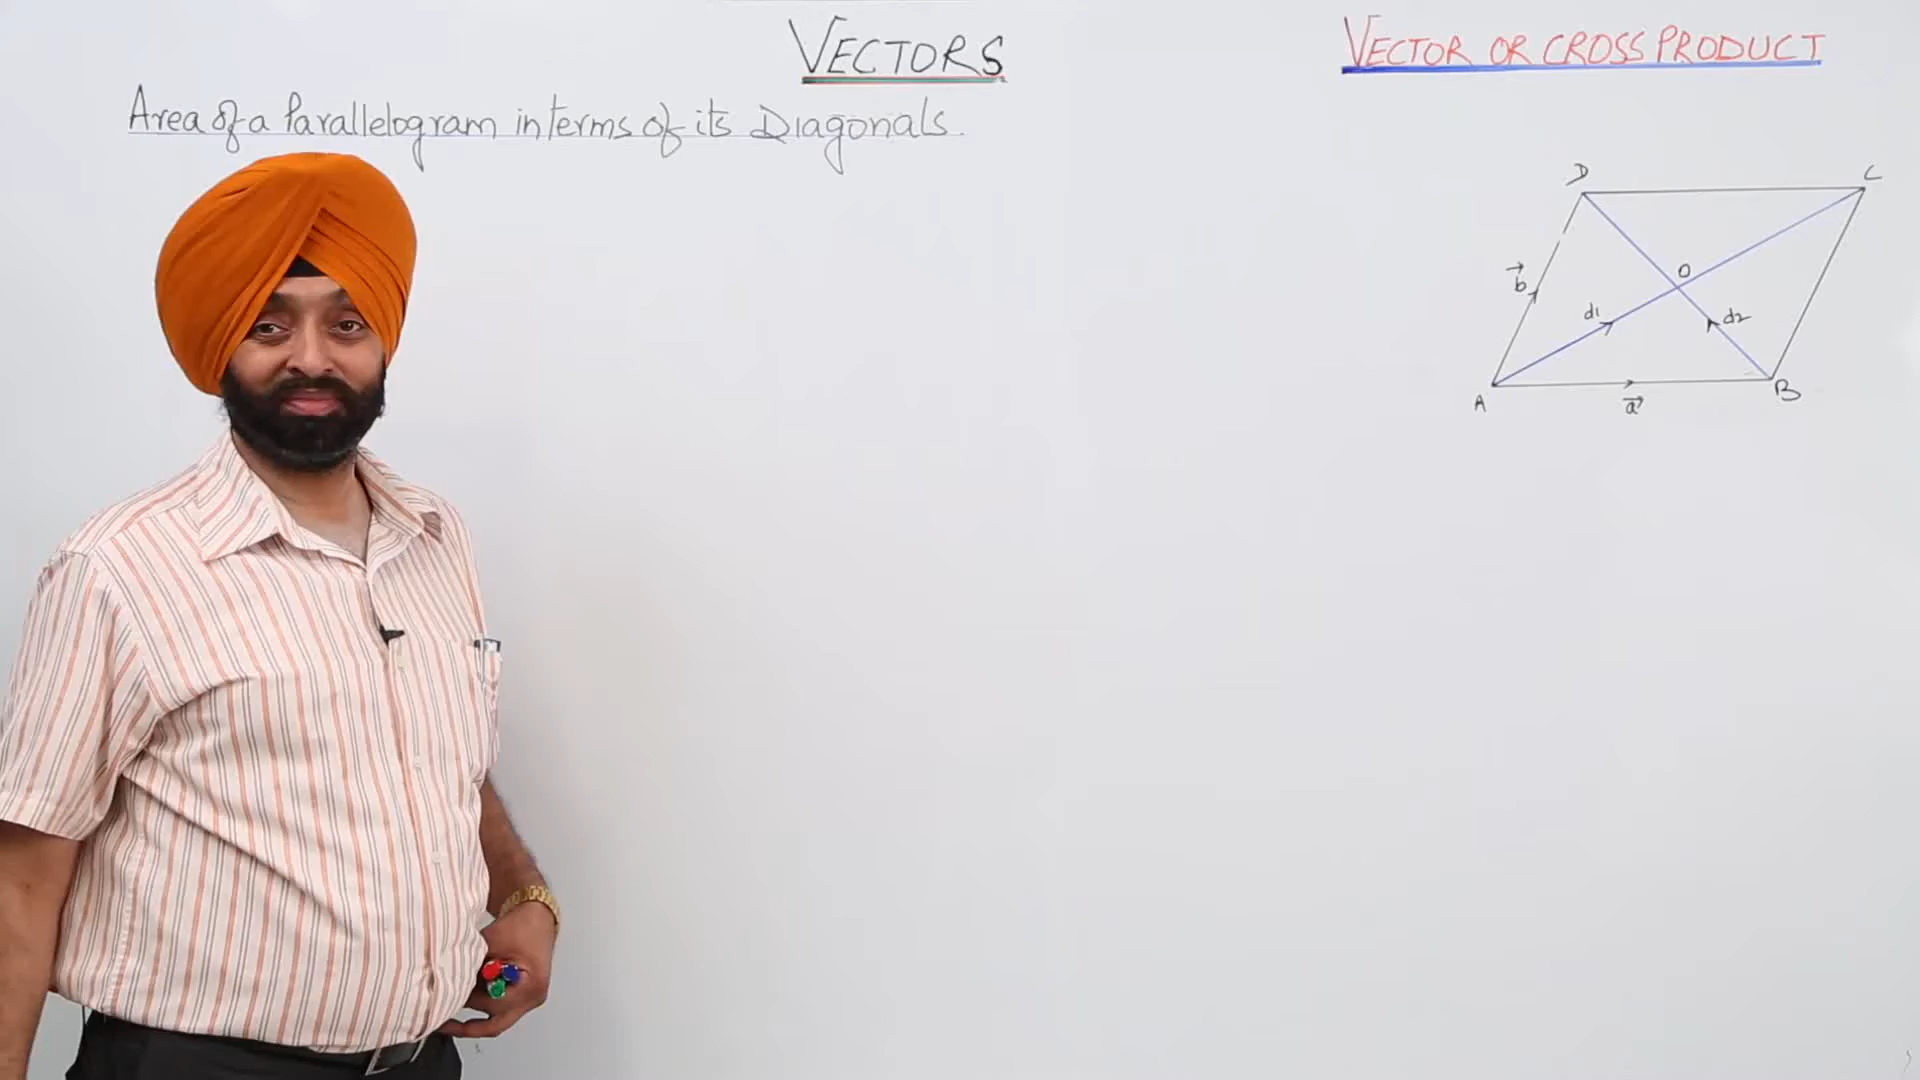 VECTORS
VECTOR OR CROSS PRODUCT
Area of a Parallelogram in terms of its Diagonals.
D
C
O
b⃗
d1
d2
A
a⃗
B